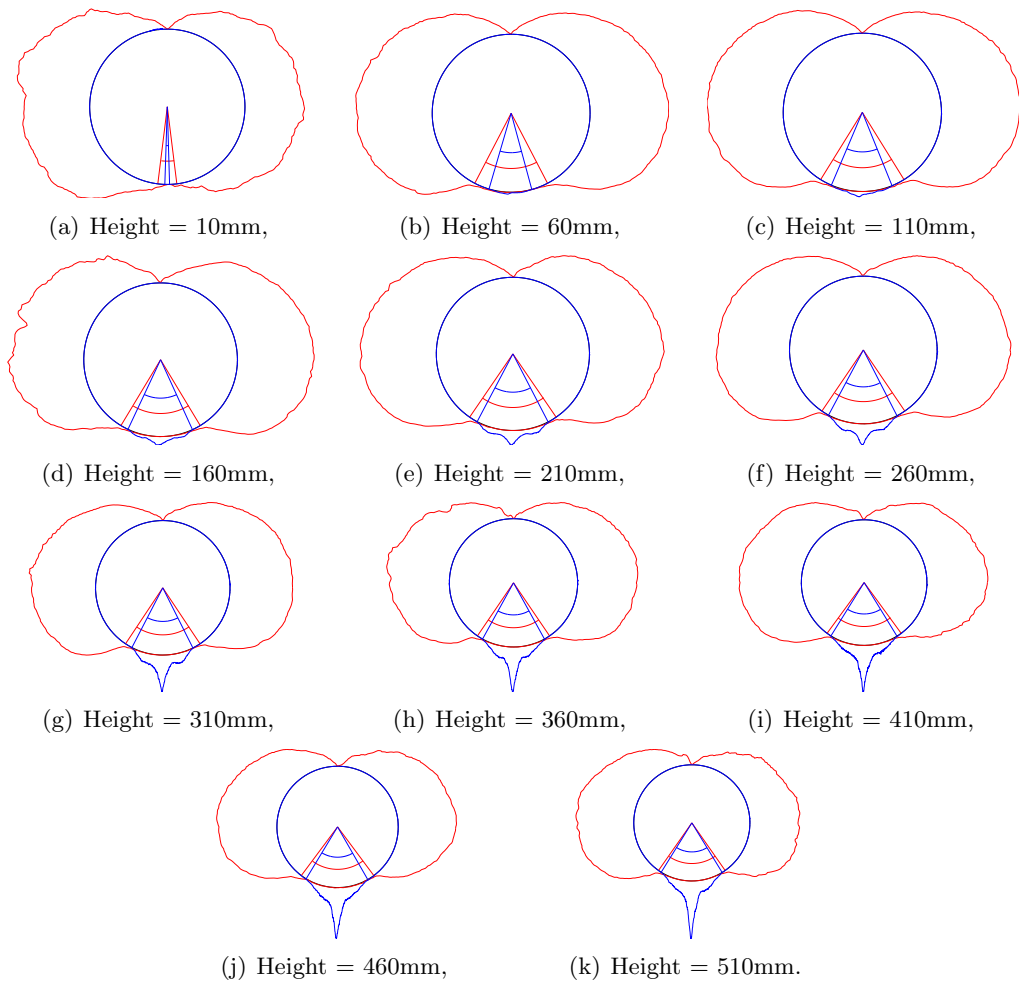 (a) Height = 10mm,
(b) Height = 60mm,
(c) Height = 110mm,
(d) Height = 160mm,
(e) Height = 210mm,
(f) Height = 260mm,
(g) Height = 310mm,
(h) Height = 360mm,
(i) Height = 410mm,
(j) Height = 460mm,
(k) Height = 510mm.